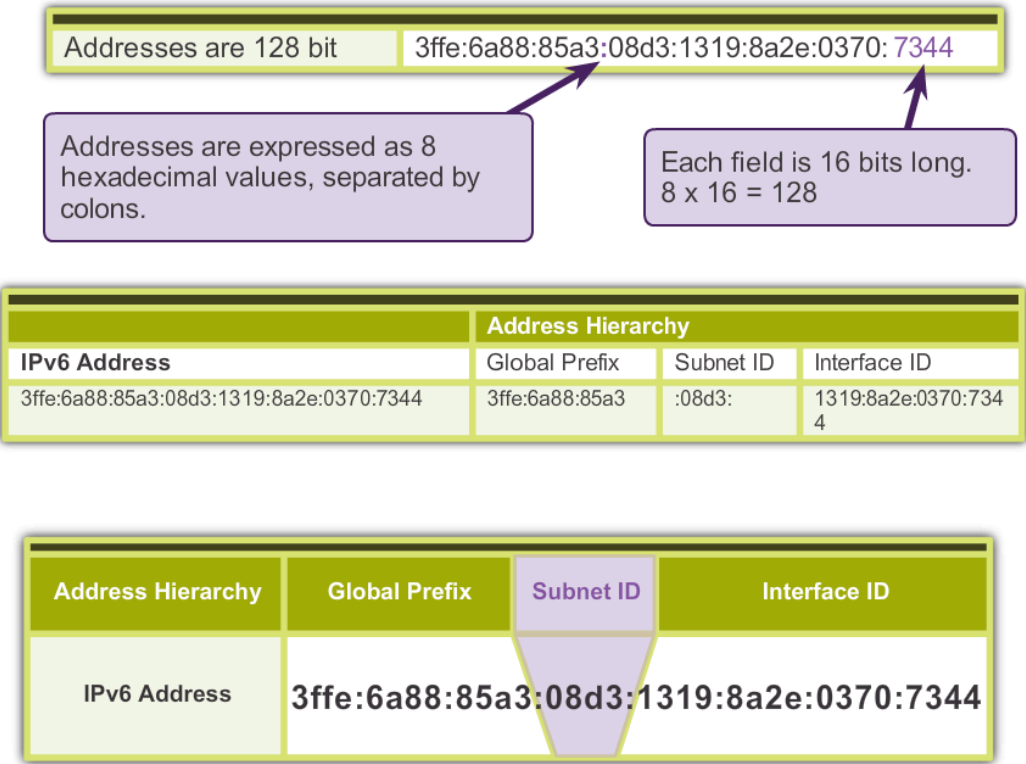 Addresses are 128 bit 3ffe:6a88:85a3:08d3:1319:8a2e:0370: 7344
Addresses are expressed as 8
hexadecimal values, separated by
colons.
Each field is 16 bits long.
8 x 16 = 128
Address Hierarchy
IPv6 Address Global Prefix Subnet ID Interface ID
3ffe:6a88:85a3:08d3:1319:8a2e:0370:7344 3ffe:6a88:85a3 :08d3: 1319:8a2e:0370:734
4
Address Hierarchy Global Prefix Subnet ID Interface ID
IPv6 Address 3ffe:6a88:85a3:08d3:1319:8a2e:0370:7344